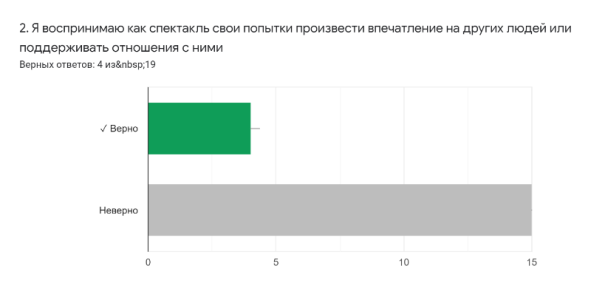 2. Я воспринимаю как спектакль свои попытки произвести впечатление на других людей или
поддерживать отношения с ними
Верных ответов: 4 из&nbsp;19
✓ Верно
Неверно
0 5 10 15